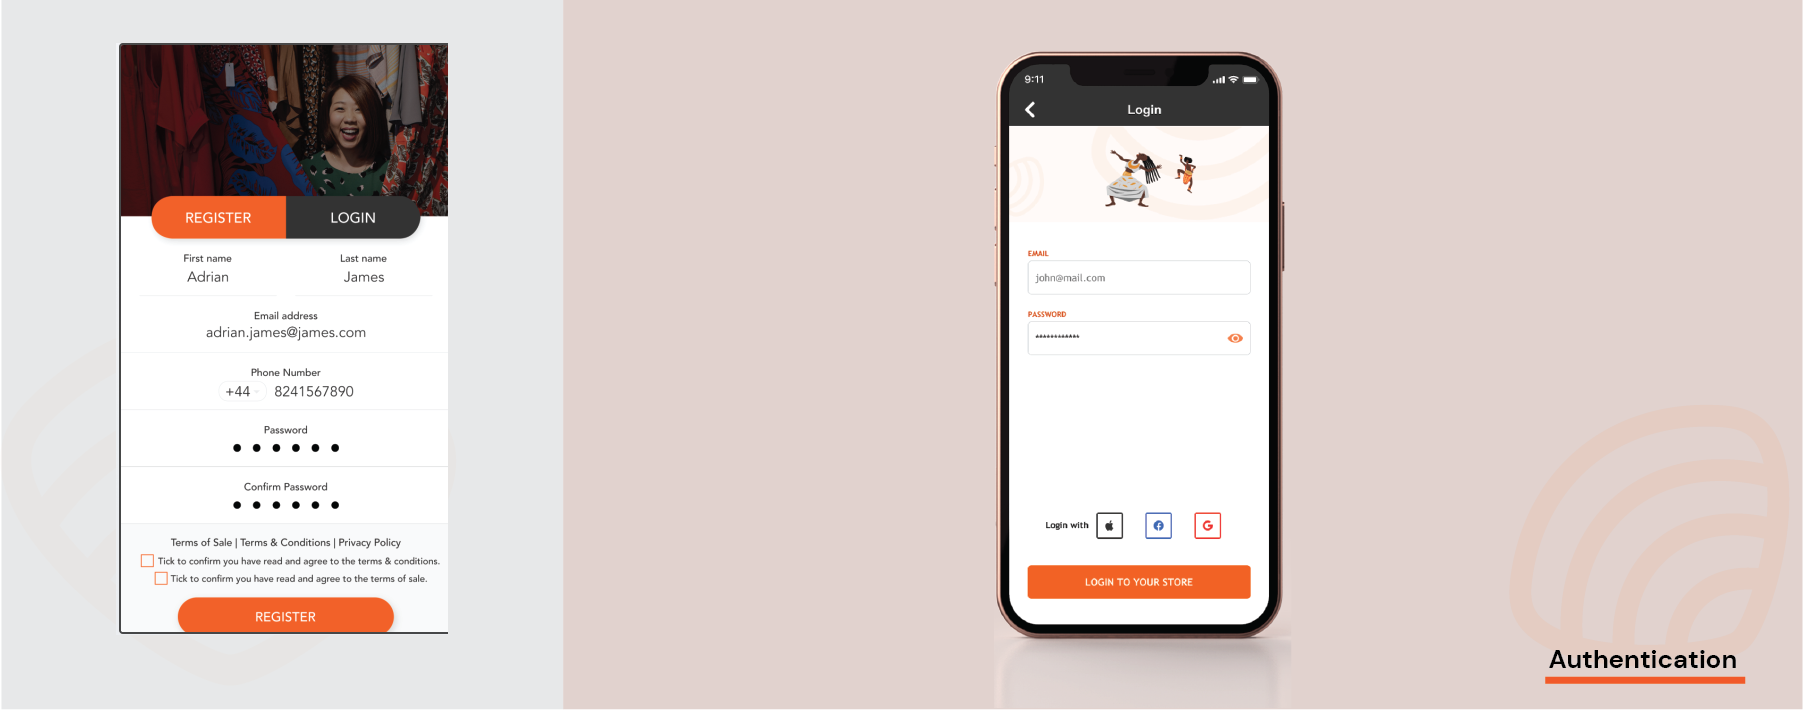 REGISTER LOGIN
First name Last name
Adrian James
Email address
adrian.james@james.com
Phone Number
+44 8241567890
Password
Confirm Password
Terms of Sale | Terms & Conditions | Privacy Policy
Tick to confirm you have read and agree to the terms & conditions.
Tick to confirm you have read and agree to the terms of sale.
REGISTER
9:11
Login
EMAIL
john@mail.com
PASSWORD
************
Login with
LOGIN TO YOUR STORE
Authentication